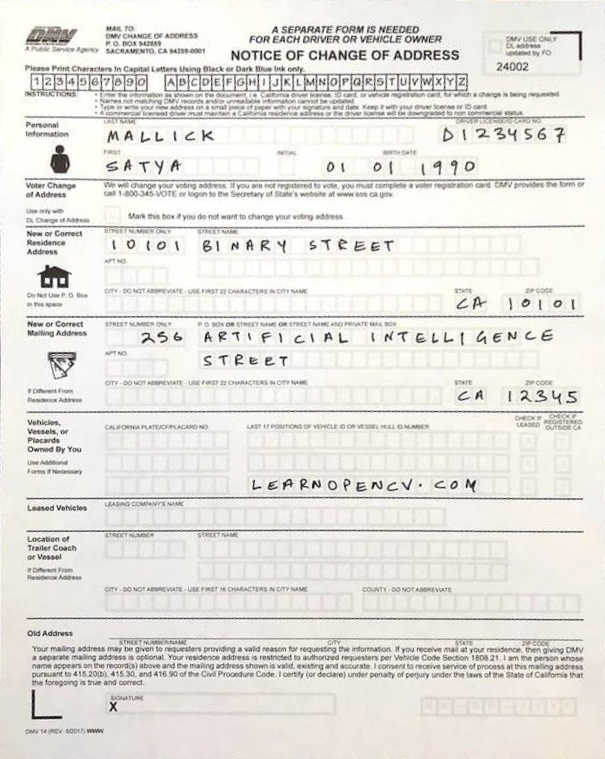 DMV
A Public Service Agency
MAIL TO:
DMV CHANGE OF ADDRESS
P. O. BOX 942859
SACRAMENTO, CA 94259-0001
A SEPARATE FORM IS NEEDED
FOR EACH DRIVER OR VEHICLE OWNER
NOTICE OF CHANGE OF ADDRESS
DMV USE ONLY
DL address
updated by FO
24002
Please Print Characters In Capital Letters Using Black or Dark Blue Ink only.
1 2 3 4 5 6 7 8 9 0 A B C D E F G H I J K L M N O P Q R S T U V W X Y Z
INSTRUCTIONS: • Enter the information as shown on the document, i.e. California driver license, ID card, or vehicle registration card, for which a change is being requested.
• Names not matching DMV records and/or unreadable information cannot be updated
• Type or write your new address on a small piece of paper with your signature and date. Keep it with your driver license or ID card.
• A commercial licensed driver must maintain a California residence address or the driver license will be downgraded to non commercial status
Personal
Information
LAST NAME
DRIVER LICENSE/ID CARD NO.
MALLICK D1234567
FIRST INITIAL BIRTH DATE
SATYA 01 01 1990
Voter Change
of Address
We will change your voting address. If you are not registered to vote, you must complete a voter registration card. DMV provides the form or
call 1-800-345-VOTE or logon to the Secretary of State's website at www.sos.ca.gov.
Use only with
DL Change of Address
Mark this box if you do not want to change your voting address.
New or Correct
Residence
Address
STREET NUMBER ONLY STREET NAME
10101 BINARY STREET
APT NO.
Do Not Use P. O. Box
in this space
CITY - DO NOT ABBREVIATE - USE FIRST 22 CHARACTERS IN CITY NAME STATE ZIP CODE
CA 10101
New or Correct
Mailing Address
STREET NUMBER ONLY P. O. BOX OR STREET NAME OR STREET NAME AND PRIVATE MAIL BOX
256 ARTIFICIAL INTELLIGENCE
APT NO.
STREET
If Different From
Residence Address
CITY - DO NOT ABBREVIATE - USE FIRST 22 CHARACTERS IN CITY NAME STATE ZIP CODE
CA 12345
Vehicles,
Vessels, or
Placards
Owned By You
Use Additional
Forms If Necessary
CALIFORNIA PLATE/CF/PLACARD NO. LAST 17 POSITIONS OF VEHICLE ID OR VESSEL HULL ID NUMBER
CHECK IF
LEASED
CHECK IF
REGISTERED
OUTSIDE CA
LEARNOPENCV.COM
Leased Vehicles
LEASING COMPANY'S NAME
Location of
Trailer Coach
or Vessel
If Different From
Residence Address
STREET NUMBER STREET NAME
CITY - DO NOT ABBREVIATE - USE FIRST 18 CHARACTERS IN CITY NAME COUNTY - DO NOT ABBREVIATE
Old Address
STREET NUMBER/NAME CITY STATE ZIP CODE
Your mailing address may be given to requesters providing a valid reason for requesting the information. If you receive mail at your residence, then giving DMV
a separate mailing address is optional. Your residence address is restricted to authorized requesters per Vehicle Code Section 1808.21. I am the person whose
name appears on the record(s) above and the mailing address shown is valid, existing and accurate. I consent to receive service of process at this mailing address
pursuant to 415.20(b), 415.30, and 416.90 of the Civil Procedure Code. I certify (or declare) under penalty of perjury under the laws of the State of California that
the foregoing is true and correct.
SIGNATURE
X
DMV 14 (REV. 5/2017) WWW